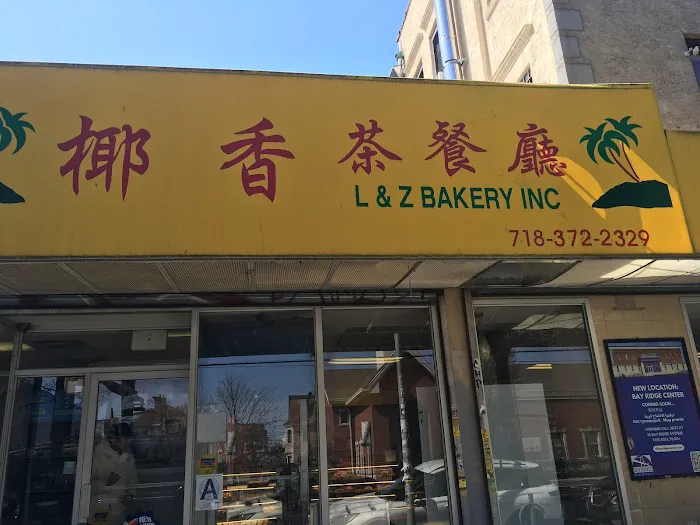 椰香茶餐廳
L & Z BAKERY INC
718-372-2329
A
NEW LOCATION:
BAY RIDGE CENTER
COMING SOON...